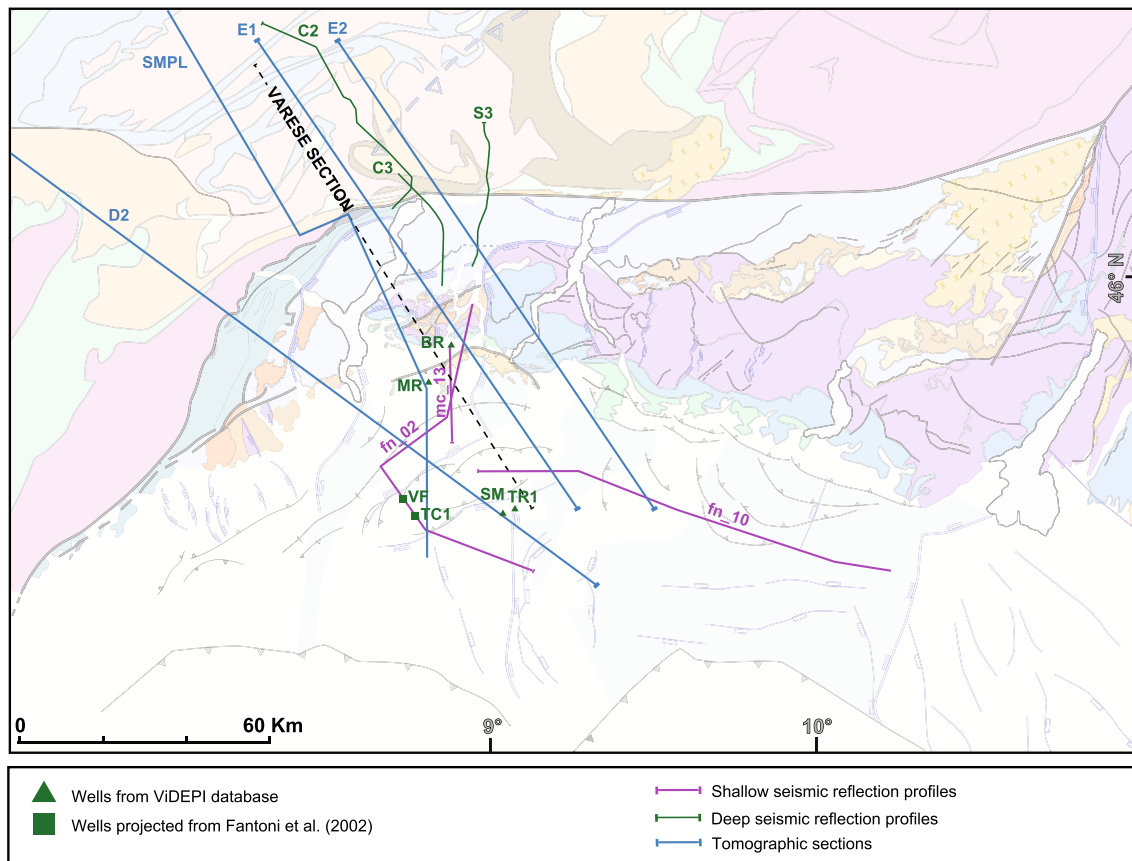 E1
E2
C2
SMPL
VARESE SECTION
S3
C3
D2
46° N
BR
MR
mc_13
fn_02
VF
TC1
SM
TR1
fn_10
0
60 Km
9°
10°
Wells from ViDEPI database
Wells projected from Fantoni et al. (2002)
Shallow seismic reflection profiles
Deep seismic reflection profiles
Tomographic sections